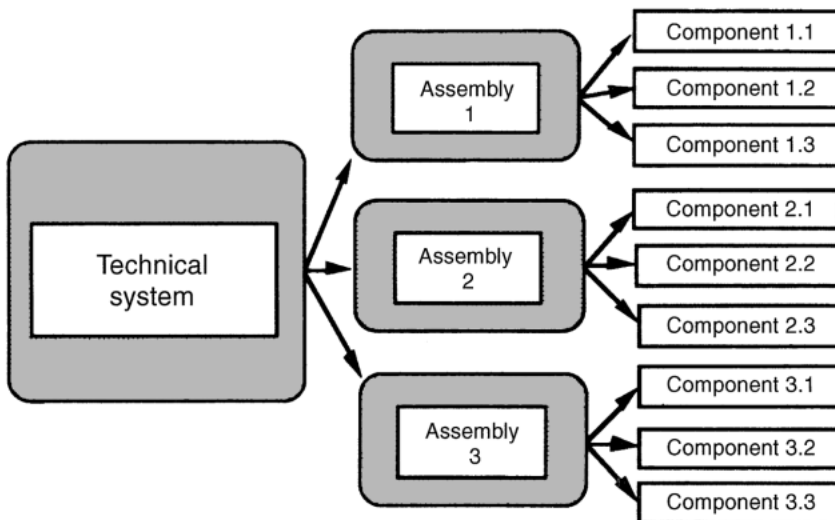 Technical
system
Assembly
1
Component 1.1
Component 1.2
Component 1.3
Assembly
2
Component 2.1
Component 2.2
Component 2.3
Assembly
3
Component 3.1
Component 3.2
Component 3.3